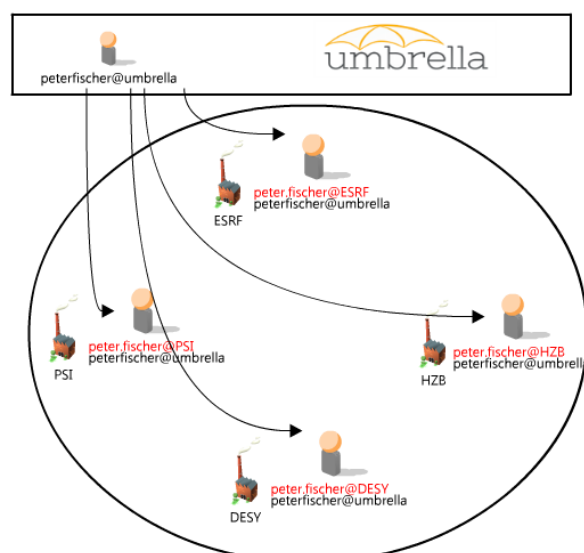 umbrella
peterfischer@umbrella
peter.fischer@ESRF
peterfischer@umbrella
ESRF
peter.fischer@PSI
peterfischer@umbrella
PSI
peter.fischer@HZB
peterfischer@umbrella
HZB
peter.fischer@DESY
peterfischer@umbrella
DESY